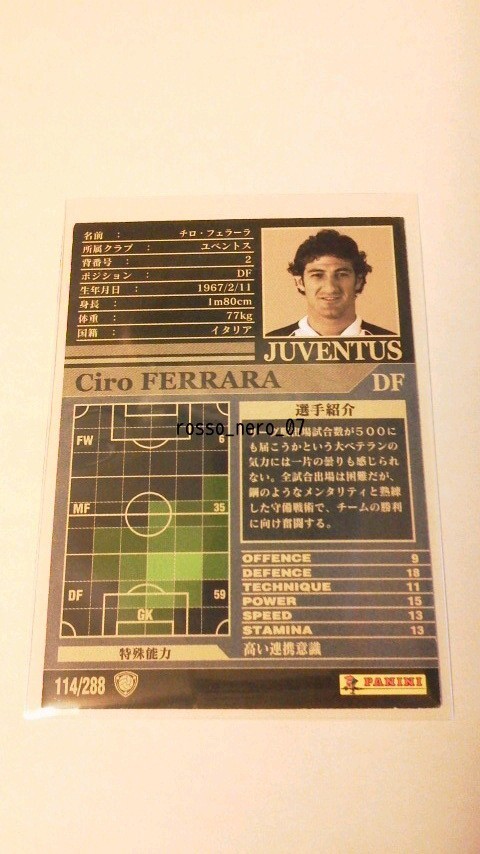 名前 : チロ・フェラーラ
所属クラブ : ユベントス
背番号 : 2
ポジション : DF
生年月日 : 1967/2/11
身長 : 1m80cm
体重 : 77kg
国籍 : イタリア
JUVENTUS
Ciro FERRARA
DF
FW 6
MF 35
DF 59
GK
rosso_nero_07
選手紹介
出場試合数が500に
も届こうかという大ベテランの
気力には一片の曇りも感じられ
ない。全試合出場は困難だが、
鋼のようなメンタリティと熟練
した守備戦術で、チームの勝利
に向け奮闘する。
OFFENCE 9
DEFENCE 18
TECHNIQUE 11
POWER 15
SPEED 13
STAMINA 13
特殊能力
高い連携意識
114/288
PANINI